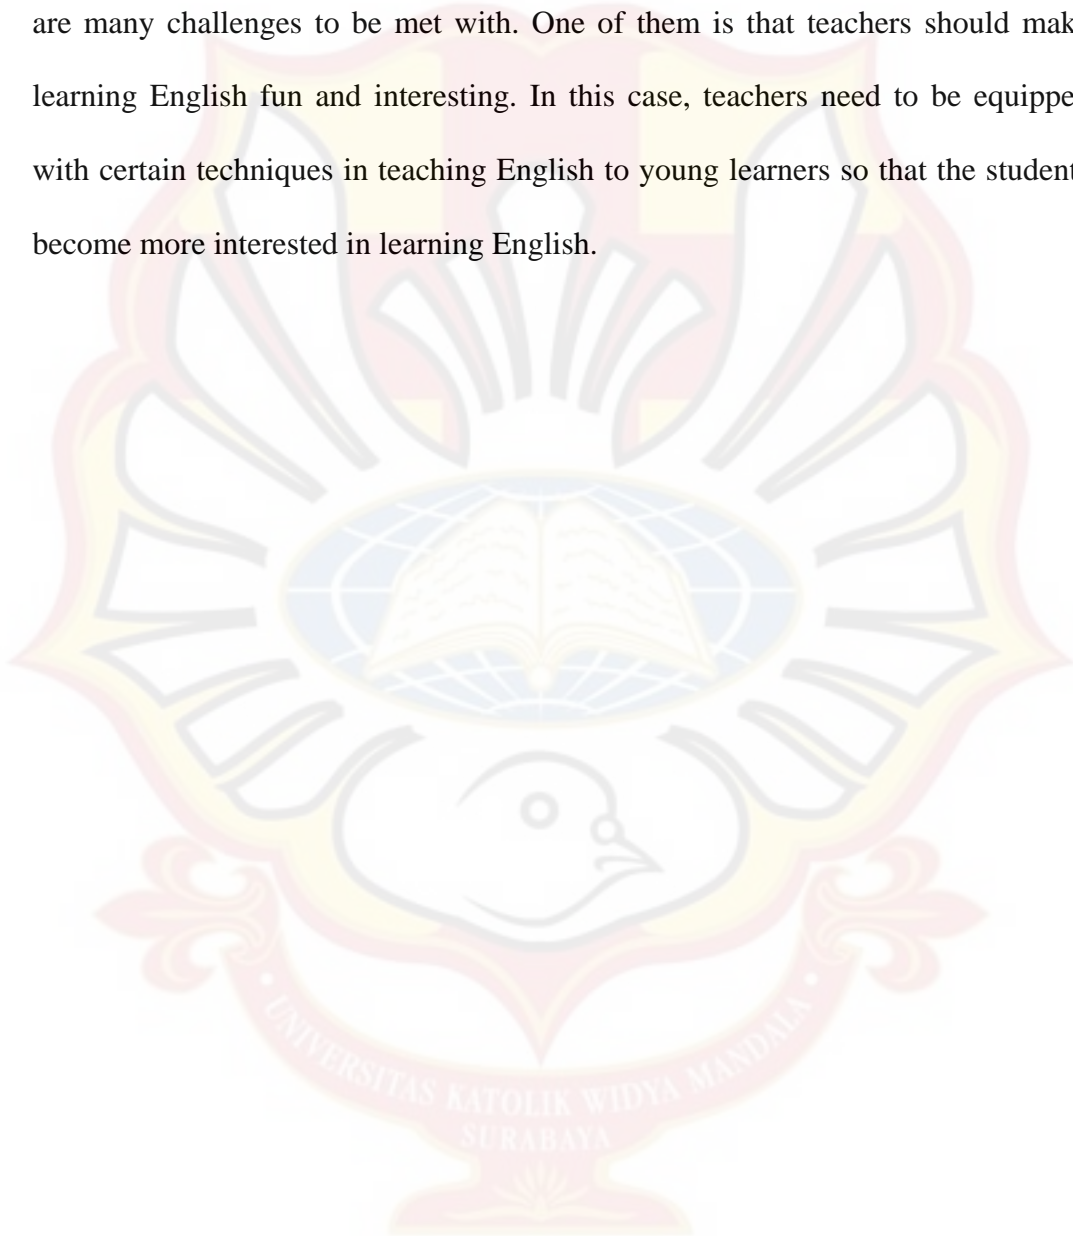 are many challenges to be met with. One of them is that teachers should mak
learning English fun and interesting. In this case, teachers need to be equippe
with certain techniques in teaching English to young learners so that the student
become more interested in learning English.
UNIVERSITAS KATOLIK WIDYA MANDALA
SURABAYA